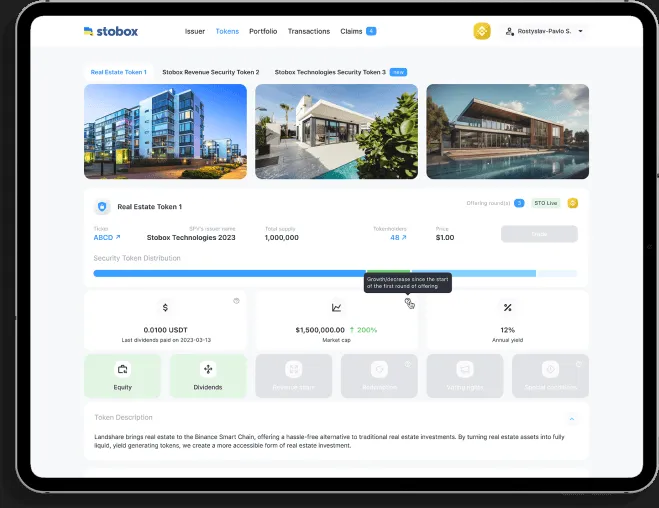 stobox
Issuer Tokens Portfolio Transactions Claims 4
Rostyslav-Pavlo S.
Real Estate Token 1 Stobox Revenue Security Token 2 Stobox Technologies Security Token 3 new
Real Estate Token 1
Offering round(s) 3 STO Live
Ticker SPV's issuer name Total supply Tokenholders Price
ABCD Stobox Technologies 2023 1,000,000 48 $1.00
Trade
Security Token Distribution
Growth/decrease since the start
of the first round of offering
0.0100 USDT $1,500,000.00 ↑ 200% 12%
Last dividends paid on 2023-03-13 Market cap Annual yield
Equity Dividends Revenue share Redemption Voting rights Special conditions
Token Description
Landshare brings real estate to the Binance Smart Chain, offering a hassle-free alternative to traditional real estate investments. By turning real estate assets into fully
liquid, yield generating tokens, we create a more accessible form of real estate investment.